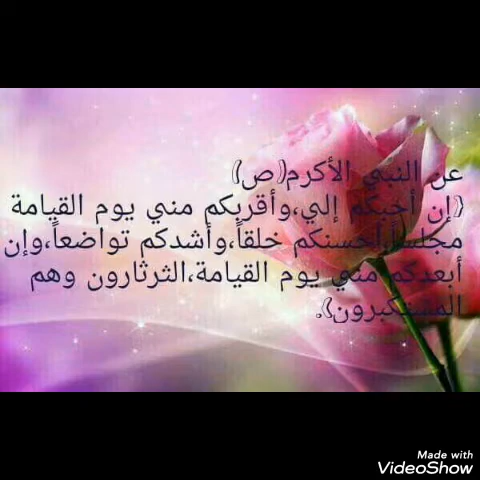 عن النبي الأكرم(ص)
(إن أحبكم إلي،وأقربكم مني يوم القيامة
مجلساً،أحسنكم خلقاً،وأشدكم تواضعاً،وإن
أبعدكم مني يوم القيامة،الثرثارون وهم
المستكبرون).
Made with
VideoShow